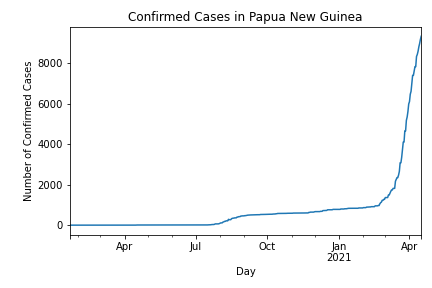 Confirmed Cases in Papua New Guinea
Number of Confirmed Cases
8000
6000
4000
2000
0
Apr
Jul
Oct
Jan
2021
Apr
Day